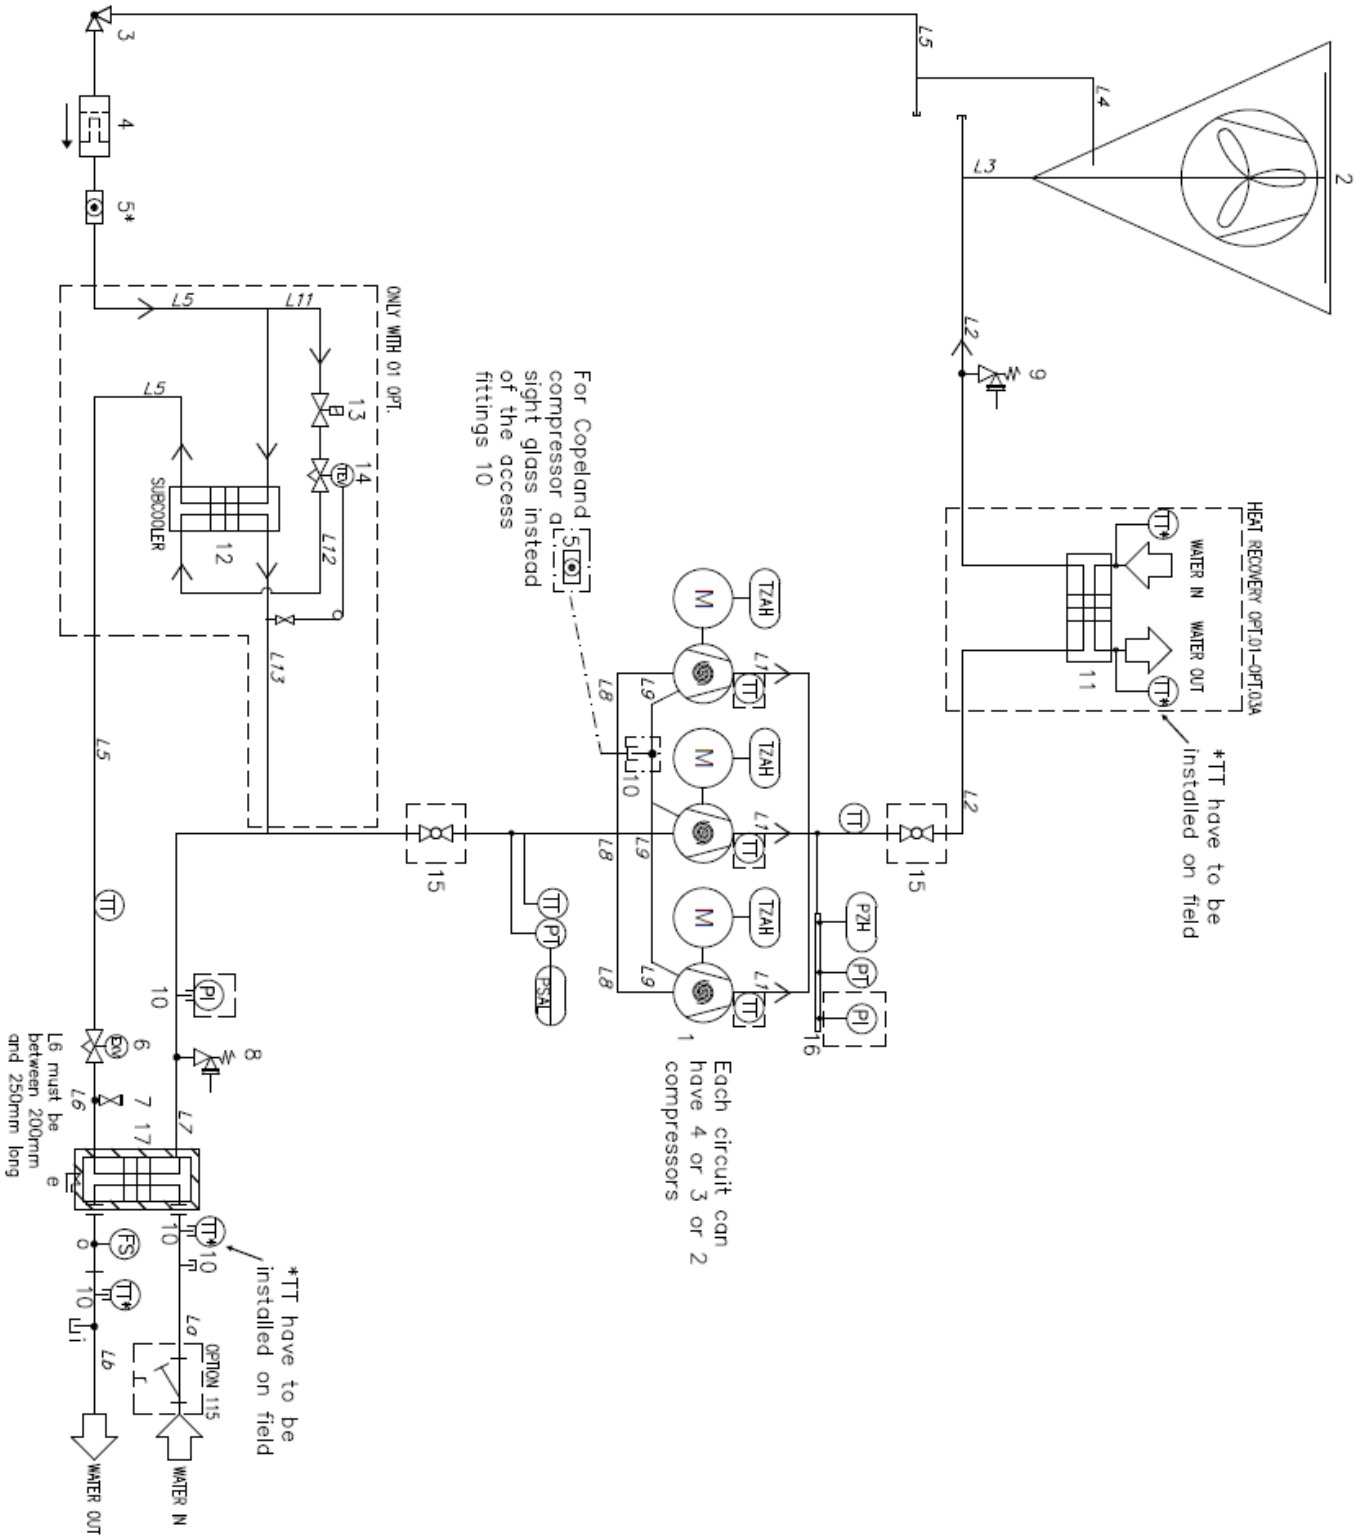 3
4
5*
L5
L4
2
L3
L2
9
HEAT RECOVERY OPT.01-OPT.03A
TT*
WATER IN
WATER OUT
TT*
11
*TT have to be
installed on field
L2
ONLY WITH 01 OPT.
L5
L11
13
14
TEV
L12
L5
SUBCOOLER
12
L13
For Copeland
compressor a
sight glass instead
of the access
fittings 10
5
M
TZAH
L1
TT
L8
L9
10
M
TZAH
L1
TT
L8
L9
M
TZAH
L1
TT
L8
L9
1
TT
15
PZH
PT
PI
16
Each circuit can
have 4 or 3 or 2
compressors
15
TT
PT
PSAL
L5
TT
10
PI
8
6
EXV
L6
7
17
L7
L6 must be
between 200mm
and 250mm long
e
10
TT*
10
*TT have to be
installed on field
o
FS
10
TT*
i
La
Lb
OPTION 115
WATER IN
WATER OUT